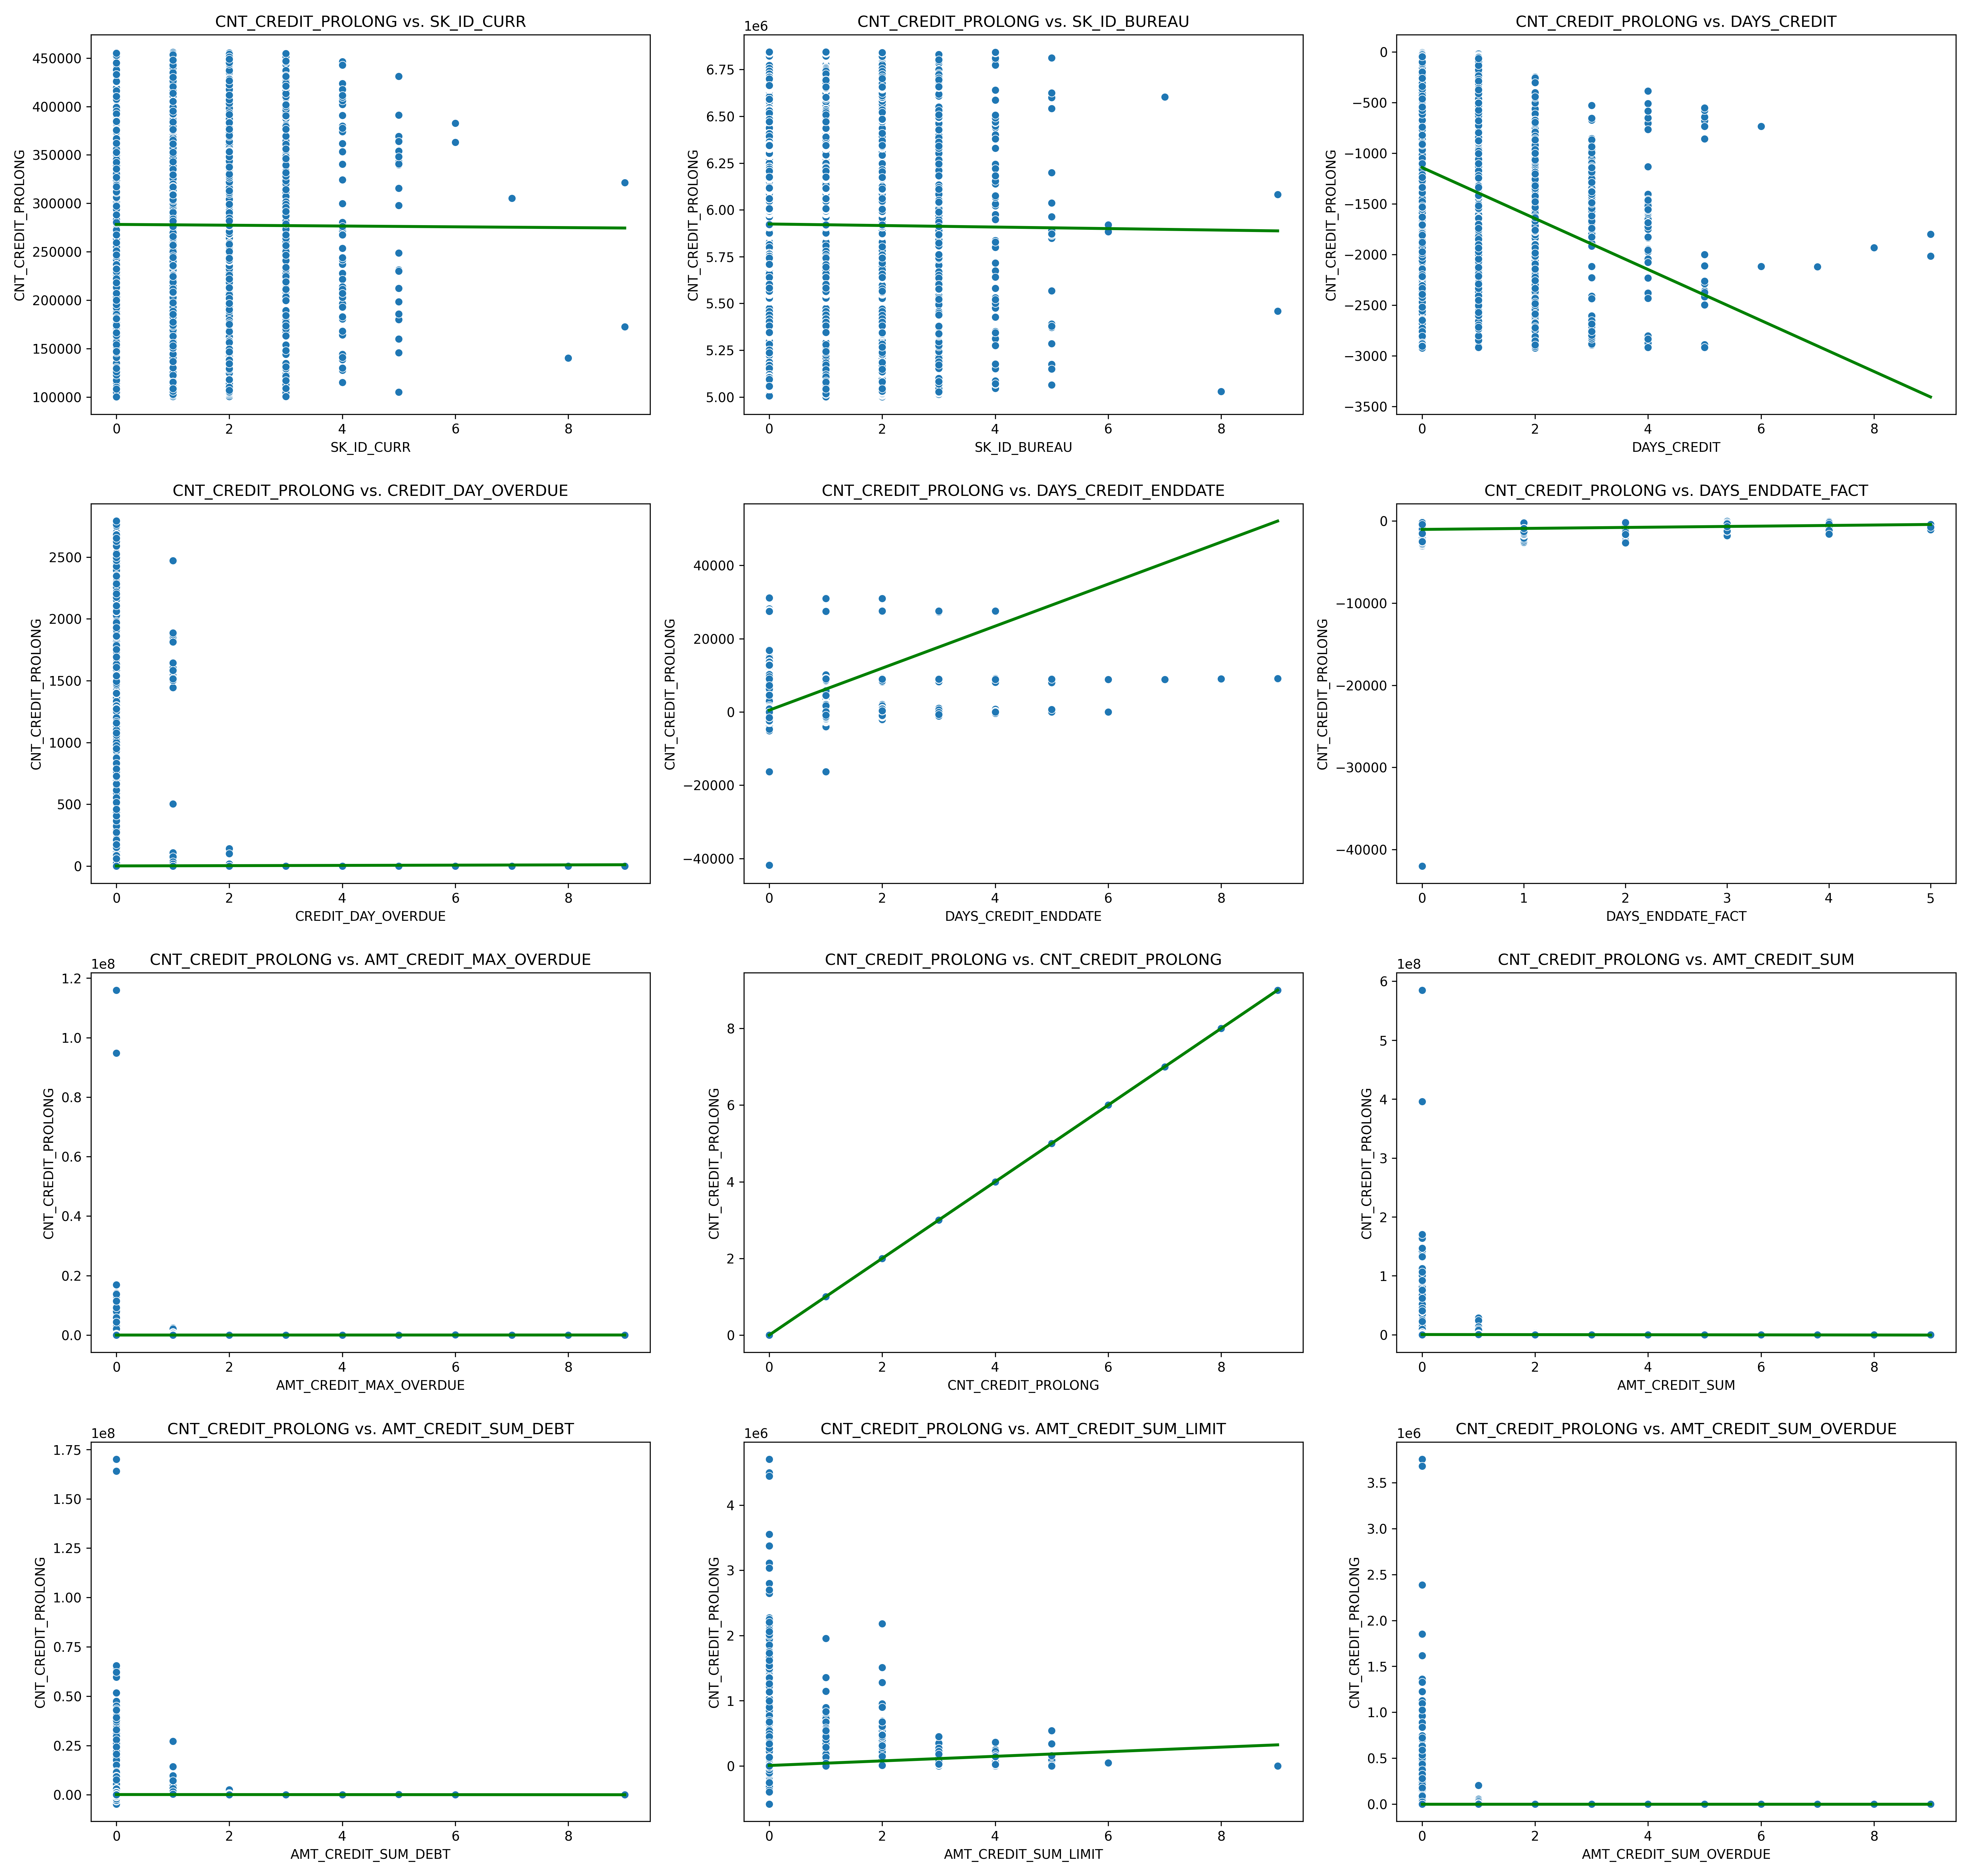 CNT_CREDIT_PROLONG vs. SK_ID_CURR
450000
400000
350000
300000
250000
200000
150000
100000
CNT_CREDIT_PROLONG
0 2 4 6 8
SK_ID_CURR
CNT_CREDIT_PROLONG vs. SK_ID_BUREAU
1e6
6.75
6.50
6.25
6.00
5.75
5.50
5.25
5.00
CNT_CREDIT_PROLONG
0 2 4 6 8
SK_ID_BUREAU
CNT_CREDIT_PROLONG vs. DAYS_CREDIT
0
−500
−1000
−1500
−2000
−2500
−3000
−3500
CNT_CREDIT_PROLONG
0 2 4 6 8
DAYS_CREDIT
CNT_CREDIT_PROLONG vs. CREDIT_DAY_OVERDUE
2500
2000
1500
1000
500
0
CNT_CREDIT_PROLONG
0 2 4 6 8
CREDIT_DAY_OVERDUE
CNT_CREDIT_PROLONG vs. DAYS_CREDIT_ENDDATE
40000
20000
0
−20000
−40000
CNT_CREDIT_PROLONG
0 2 4 6 8
DAYS_CREDIT_ENDDATE
CNT_CREDIT_PROLONG vs. DAYS_ENDDATE_FACT
0
−10000
−20000
−30000
−40000
CNT_CREDIT_PROLONG
0 1 2 3 4 5
DAYS_ENDDATE_FACT
CNT_CREDIT_PROLONG vs. AMT_CREDIT_MAX_OVERDUE
1e8
1.2
1.0
0.8
0.6
0.4
0.2
0.0
CNT_CREDIT_PROLONG
0 2 4 6 8
AMT_CREDIT_MAX_OVERDUE
CNT_CREDIT_PROLONG vs. CNT_CREDIT_PROLONG
8
6
4
2
0
CNT_CREDIT_PROLONG
0 2 4 6 8
CNT_CREDIT_PROLONG
CNT_CREDIT_PROLONG vs. AMT_CREDIT_SUM
1e8
6
5
4
3
2
1
0
CNT_CREDIT_PROLONG
0 2 4 6 8
AMT_CREDIT_SUM
CNT_CREDIT_PROLONG vs. AMT_CREDIT_SUM_DEBT
1e8
1.75
1.50
1.25
1.00
0.75
0.50
0.25
0.00
CNT_CREDIT_PROLONG
0 2 4 6 8
AMT_CREDIT_SUM_DEBT
CNT_CREDIT_PROLONG vs. AMT_CREDIT_SUM_LIMIT
1e6
4
3
2
1
0
CNT_CREDIT_PROLONG
0 2 4 6 8
AMT_CREDIT_SUM_LIMIT
CNT_CREDIT_PROLONG vs. AMT_CREDIT_SUM_OVERDUE
1e6
3.5
3.0
2.5
2.0
1.5
1.0
0.5
0.0
CNT_CREDIT_PROLONG
0 2 4 6 8
AMT_CREDIT_SUM_OVERDUE